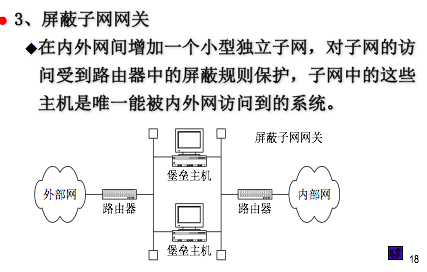 3、屏蔽子网网关
在内外网间增加一个小型独立子网，对子网的访
问受到路由器中的屏蔽规则保护，子网中的这些
主机是唯一能被内外网访问到的系统。
屏蔽子网网关
堡垒主机
外部网
路由器
路由器
内部网
堡垒主机
18